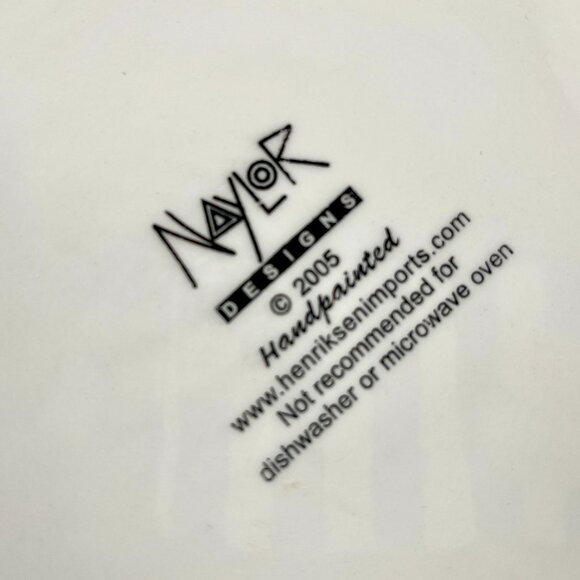 NAYLOR
DESIGNS
© 2005
Handpainted
www.henriksenimports.com
Not recommended for
dishwasher or microwave oven